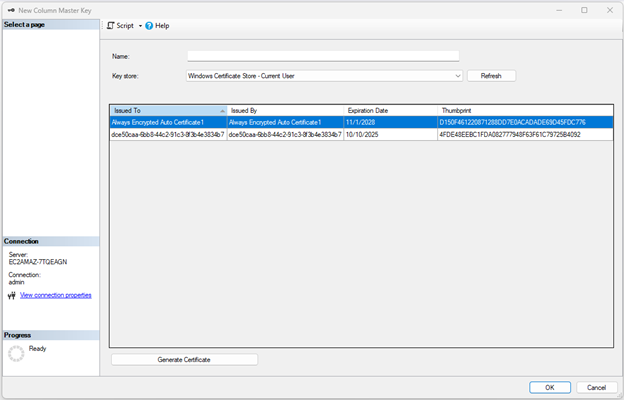 New Column Master Key
Select a page
Script Help
Name:
Key store: Windows Certificate Store - Current User Refresh
Issued To Issued By Expiration Date Thumbprint
Always Encrypted Auto Certificate1 Always Encrypted Auto Certificate1 11/1/2028 D150F461220871288DD7E0ACADADE69D45FDC776
dce50caa-6bb8-44c2-91c3-8f3b4e3834b7 dce50caa-6bb8-44c2-91c3-8f3b4e3834b7 10/10/2025 4FDE48EEBC1FDA082777948F63F61C79725B4092
Connection
Server:
EC2AMAZ-7TQEAGN
Connection:
admin
View connection properties
Progress
Ready
Generate Certificate
OK Cancel